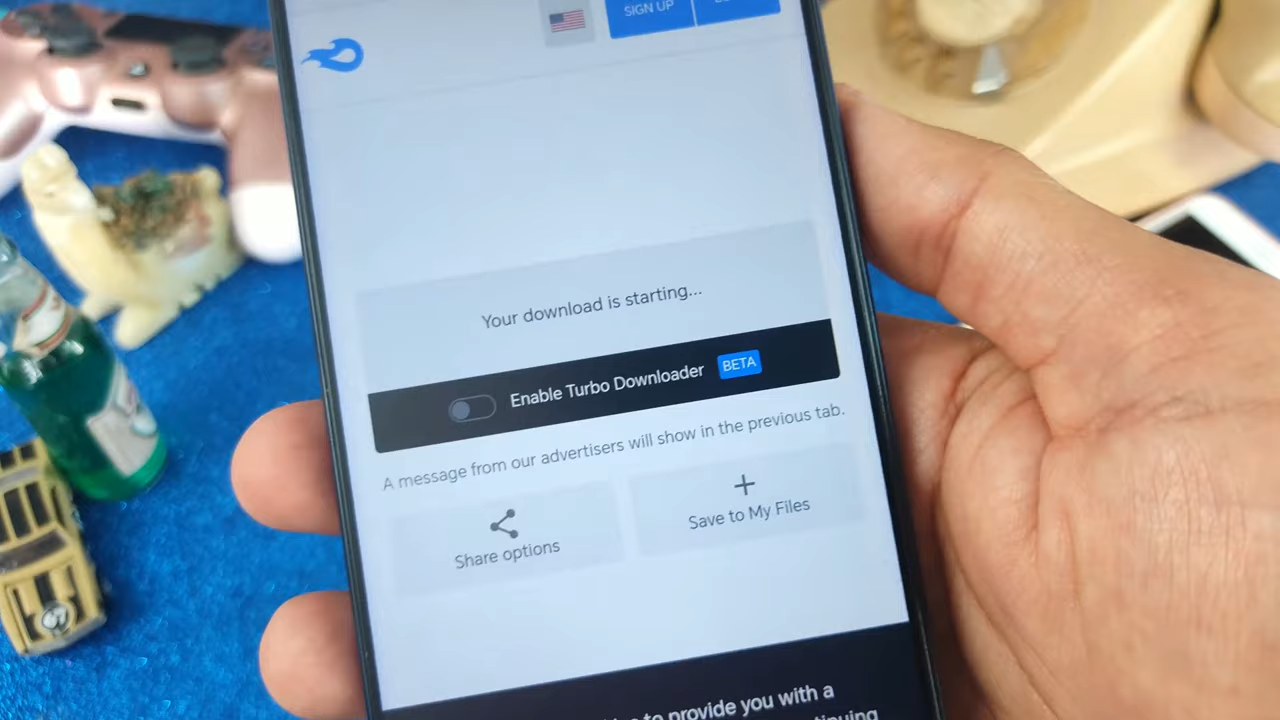 SIGN UP
Your download is starting...
Enable Turbo Downloader BETA
A message from our advertisers will show in the previous tab.
Share options
Save to My Files
to provide you with a